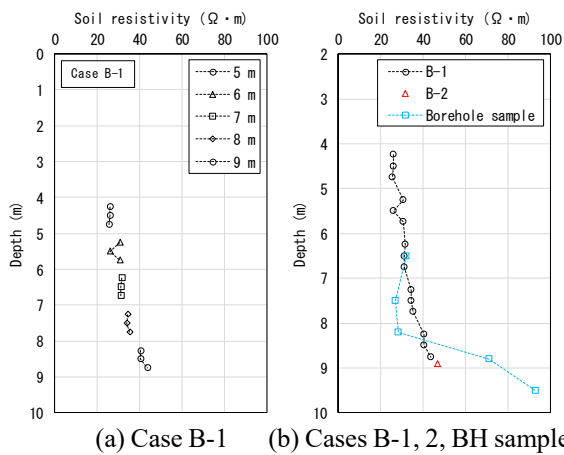 Soil resistivity (Ω・m)
0 20 40 60 80 100
Depth (m)
0
1
2
3
4
5
6
7
8
9
10
Case B-1
5 m
6 m
7 m
8 m
9 m
(a) Case B-1
Soil resistivity (Ω・m)
0 20 40 60 80 100
Depth (m)
2
3
4
5
6
7
8
9
10
B-1
B-2
Borehole sample
(b) Cases B-1, 2, BH sample